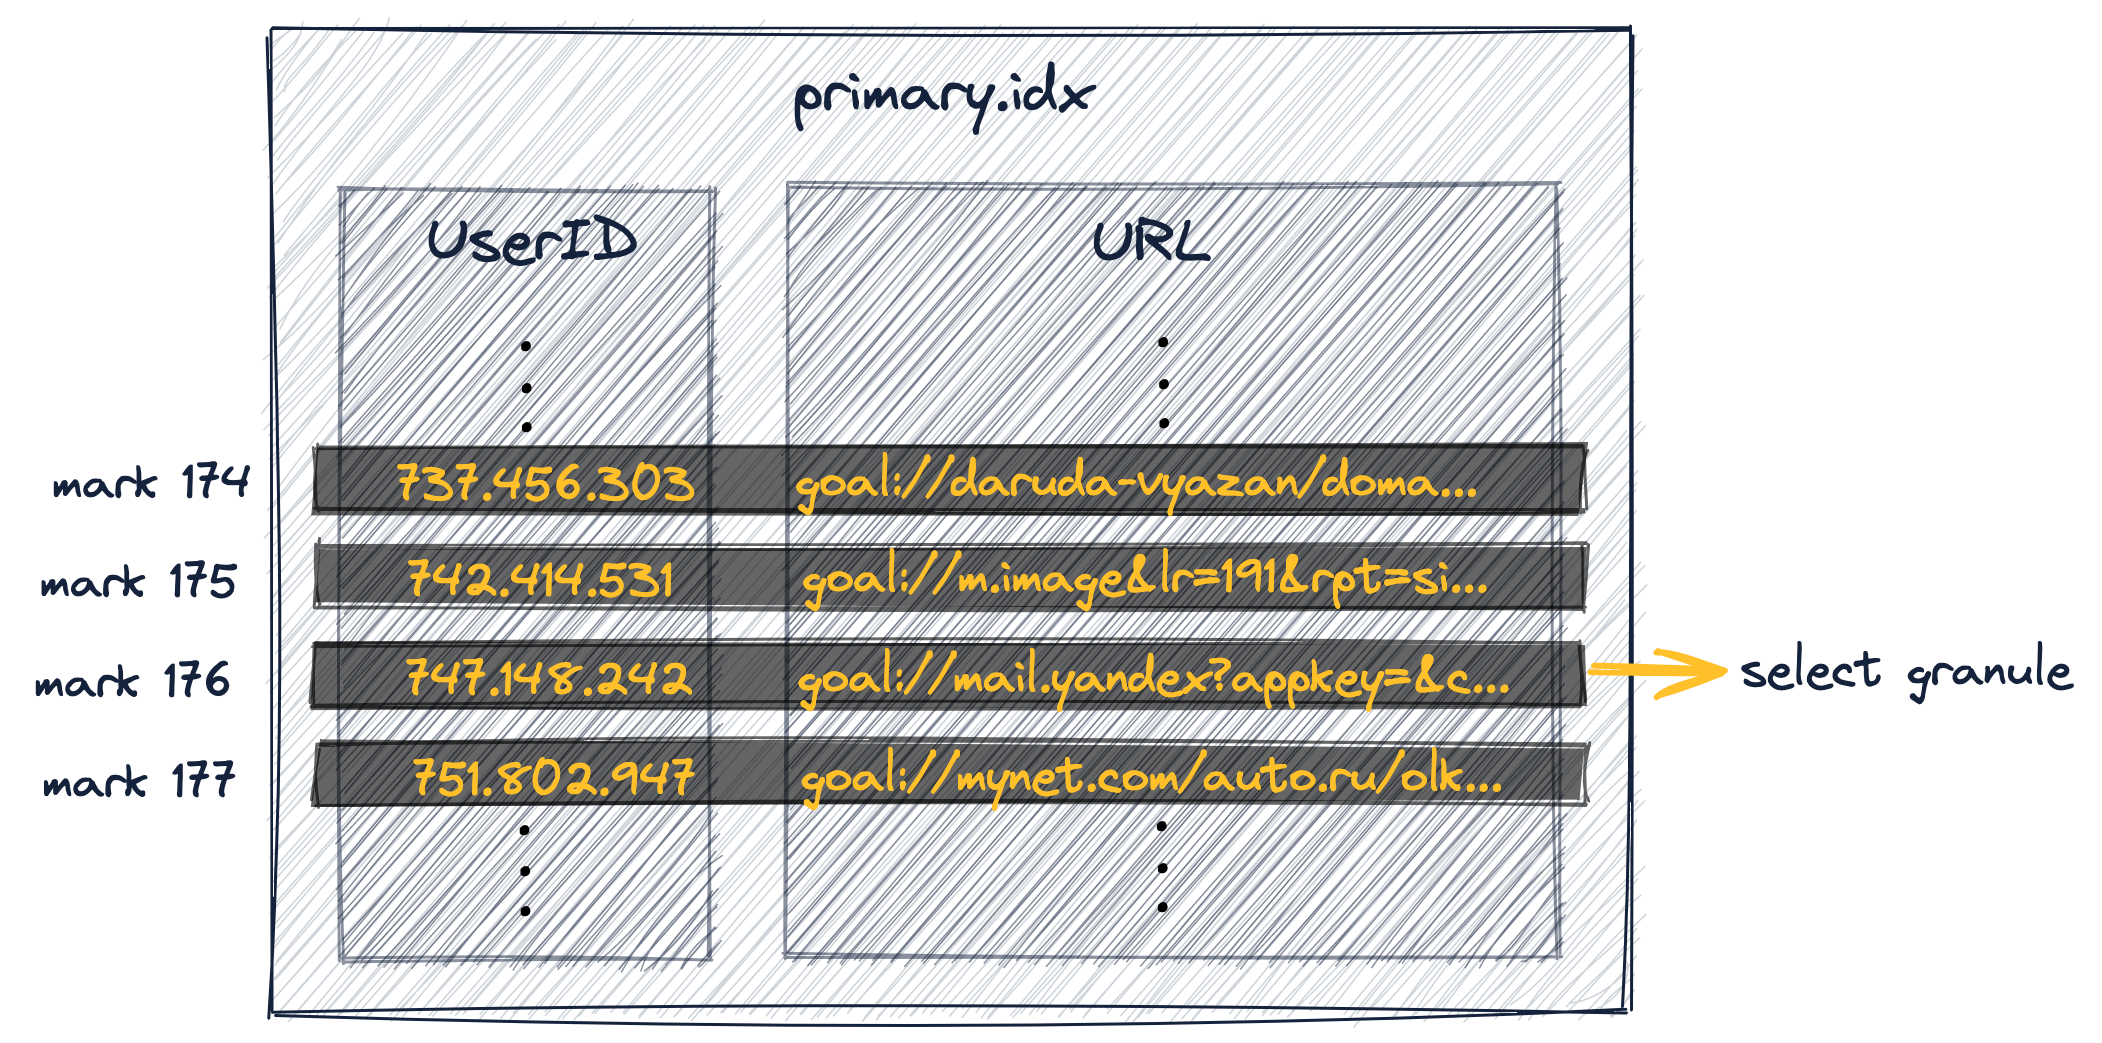 primary.idx
UserID URL
mark 174 737.456.303 goal://daruda-vyazan/doma...
mark 175 742.414.531 goal://m.image&lr=191&rpt=si...
mark 176 747.148.242 goal://mail.yandex?appkey=&c... select granule
mark 177 751.802.947 goal://mynet.com/auto.ru/olk...